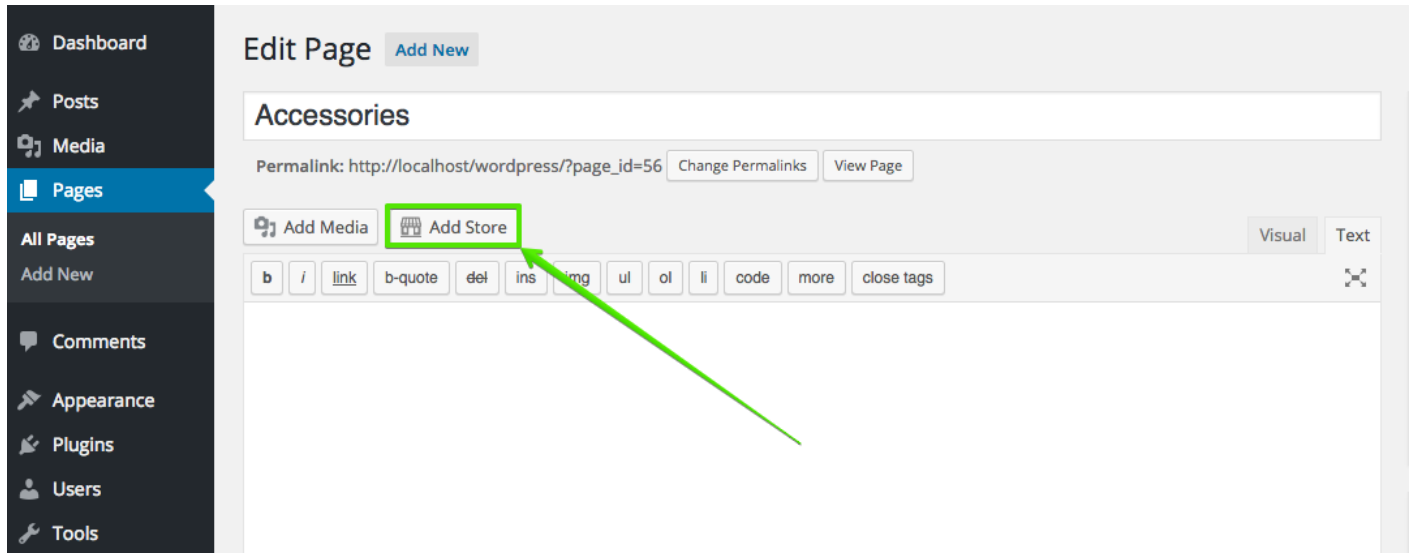 Dashboard
Posts
Media
Pages
All Pages
Add New
Comments
Appearance
Plugins
Users
Tools
Edit Page Add New
Accessories
Permalink: http://localhost/wordpress/?page_id=56 Change Permalinks View Page
Add Media Add Store
Visual Text
b i link b-quote del ins img ul ol li code more close tags